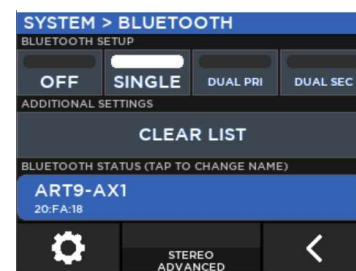 SYSTEM > BLUETOOTH
BLUETOOTH SETUP
OFF SINGLE DUAL PRI DUAL SEC
ADDITIONAL SETTINGS
CLEAR LIST
BLUETOOTH STATUS (TAP TO CHANGE NAME)
ART9-AX1
20:FA:18
STEREO
ADVANCED